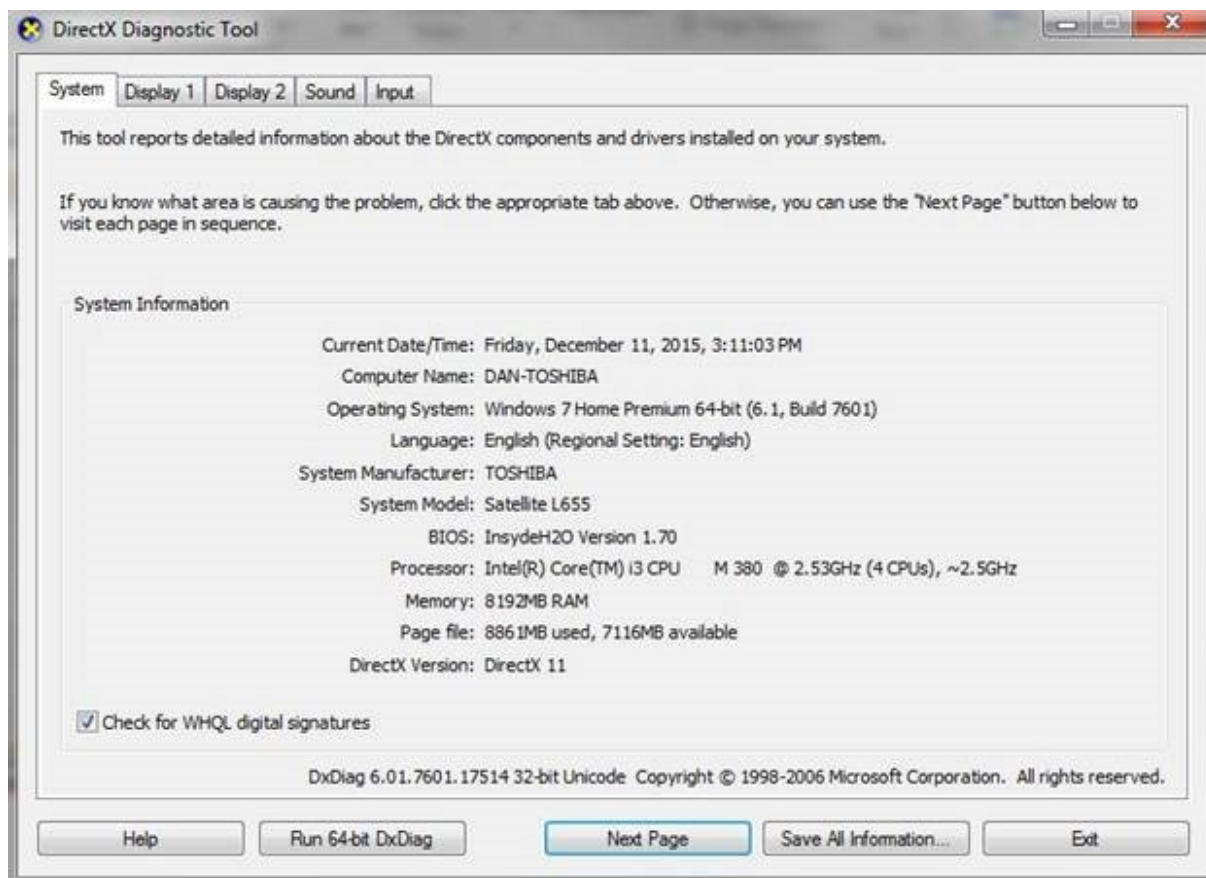 DirectX Diagnostic Tool
System Display 1 Display 2 Sound Input
This tool reports detailed information about the DirectX components and drivers installed on your system.
If you know what area is causing the problem, click the appropriate tab above. Otherwise, you can use the "Next Page" button below to
visit each page in sequence.
System Information
Current Date/Time: Friday, December 11, 2015, 3:11:03 PM
Computer Name: DAN-TOSHIBA
Operating System: Windows 7 Home Premium 64-bit (6.1, Build 7601)
Language: English (Regional Setting: English)
System Manufacturer: TOSHIBA
System Model: Satellite L655
BIOS: InsydeH2O Version 1.70
Processor: Intel(R) Core(TM) i3 CPU M 380 @ 2.53GHz (4 CPUs), ~2.5GHz
Memory: 8192MB RAM
Page file: 8861MB used, 7116MB available
DirectX Version: DirectX 11
Check for WHQL digital signatures
DxDiag 6.01.7601.17514 32-bit Unicode Copyright © 1998-2006 Microsoft Corporation. All rights reserved.
Help Run 64-bit DxDiag Next Page Save All Information... Exit